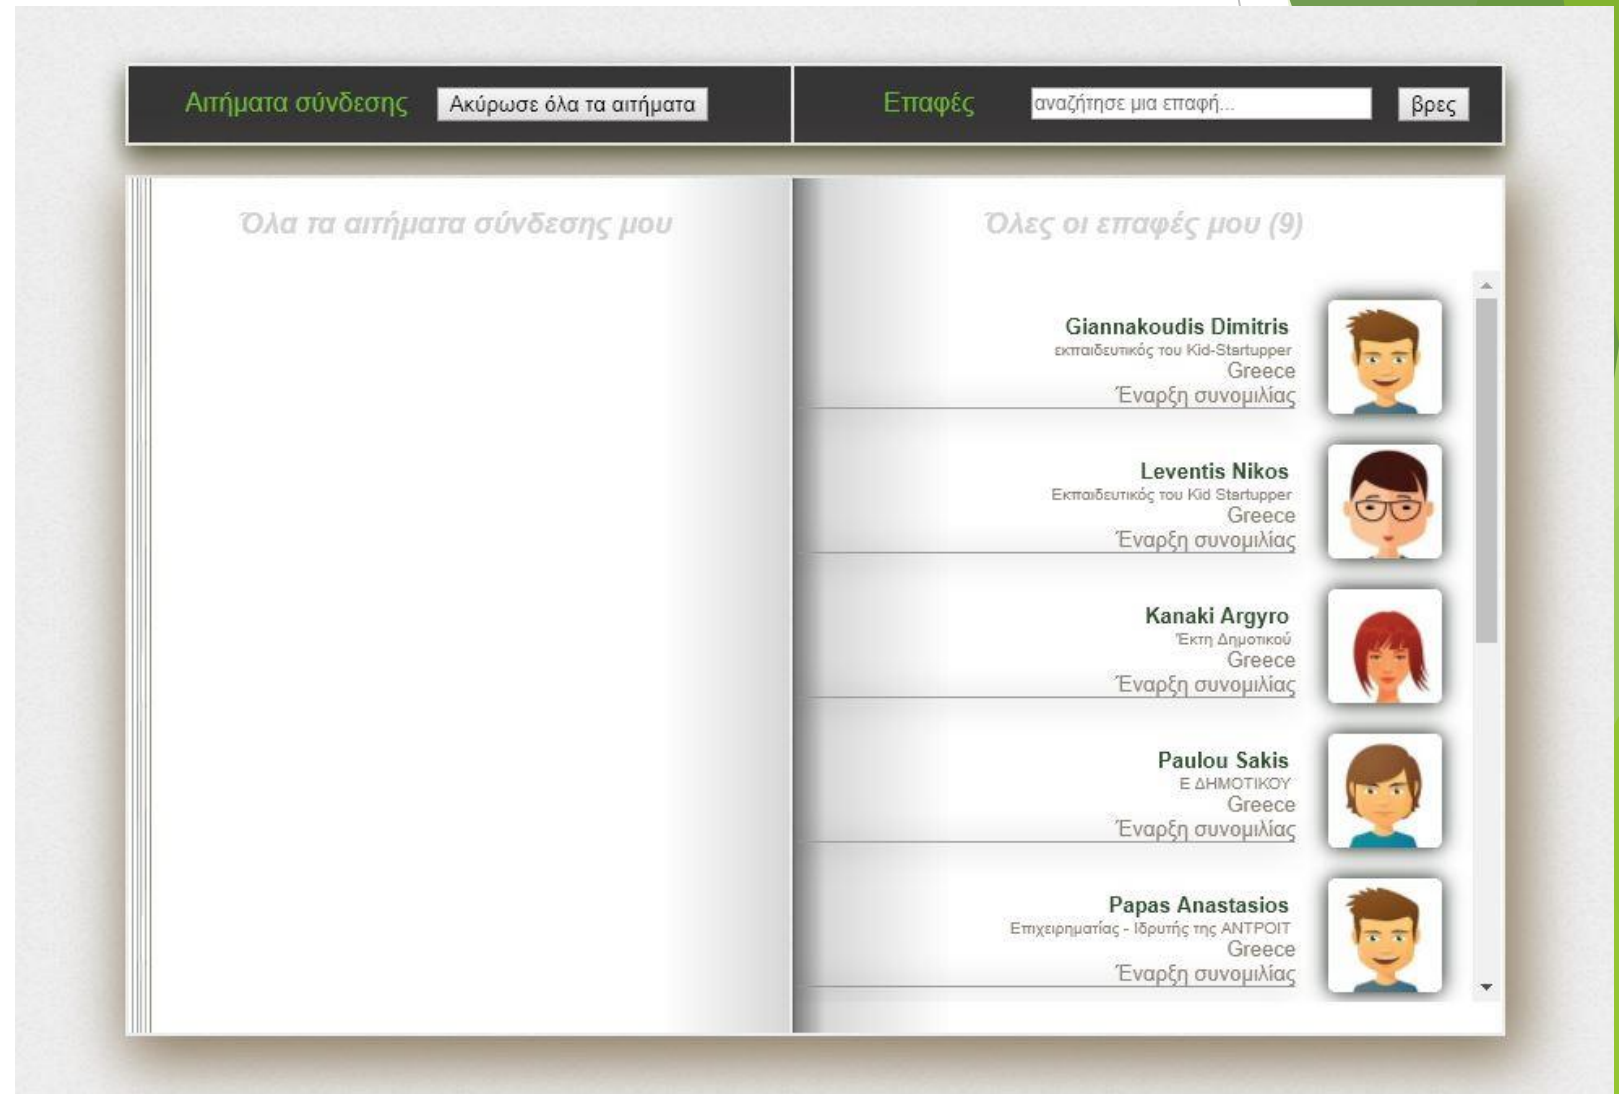 Αιτήματα σύνδεσης Ακύρωσε όλα τα αιτήματα
Επαφές αναζήτησε μια επαφή... βρες
Όλα τα αιτήματα σύνδεσης μου
Όλες οι επαφές μου (9)
Giannakoudis Dimitris
εκπαιδευτικός του Kid-Startupper
Greece
Έναρξη συνομιλίας
Leventis Nikos
Εκπαιδευτικός του Kid Startupper
Greece
Έναρξη συνομιλίας
Kanaki Argyro
Έκτη Δημοτικού
Greece
Έναρξη συνομιλίας
Paulou Sakis
Ε ΔΗΜΟΤΙΚΟΥ
Greece
Έναρξη συνομιλίας
Papas Anastasios
Επιχειρηματίας - Ιδρυτής της ΑΝΤΡΟΙΤ
Greece
Έναρξη συνομιλίας